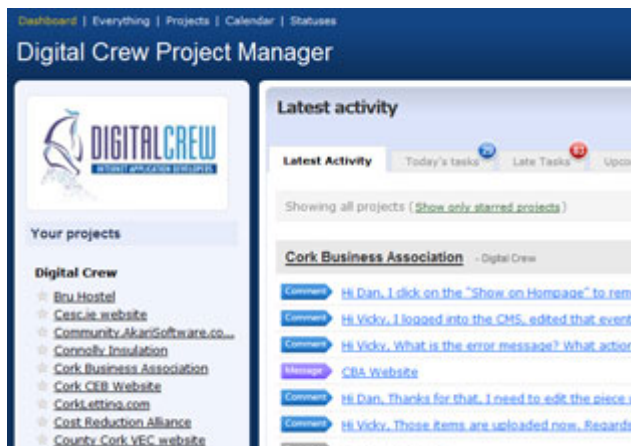 Dashboard | Everything | Projects | Calendar | Statuses
Digital Crew Project Manager
DIGITALCREW
INTERNET APPLICATION DEVELOPERS
Your projects
Digital Crew
Bru Hostel
Cesc.ie website
Community.AkariSoftware.co...
Connolly Insulation
Cork Business Association
Cork CEB Website
CorkLetting.com
Cost Reduction Alliance
County Cork VEC website
Latest activity
Latest Activity Today's tasks Late Tasks Upco
Showing all projects (Show only starred projects)
Cork Business Association - Digital Crew
Comment Hi Dan, I click on the "Show on Hompage" to rem
Comment Hi Vicky, I logged into the CMS, edited that event
Comment Hi Vicky, What is the error message? What action
Message CBA Website
Comment Hi Dan, Thanks for that. I need to edit the piece
Comment Hi Vicky, Those items are uploaded now. Regards